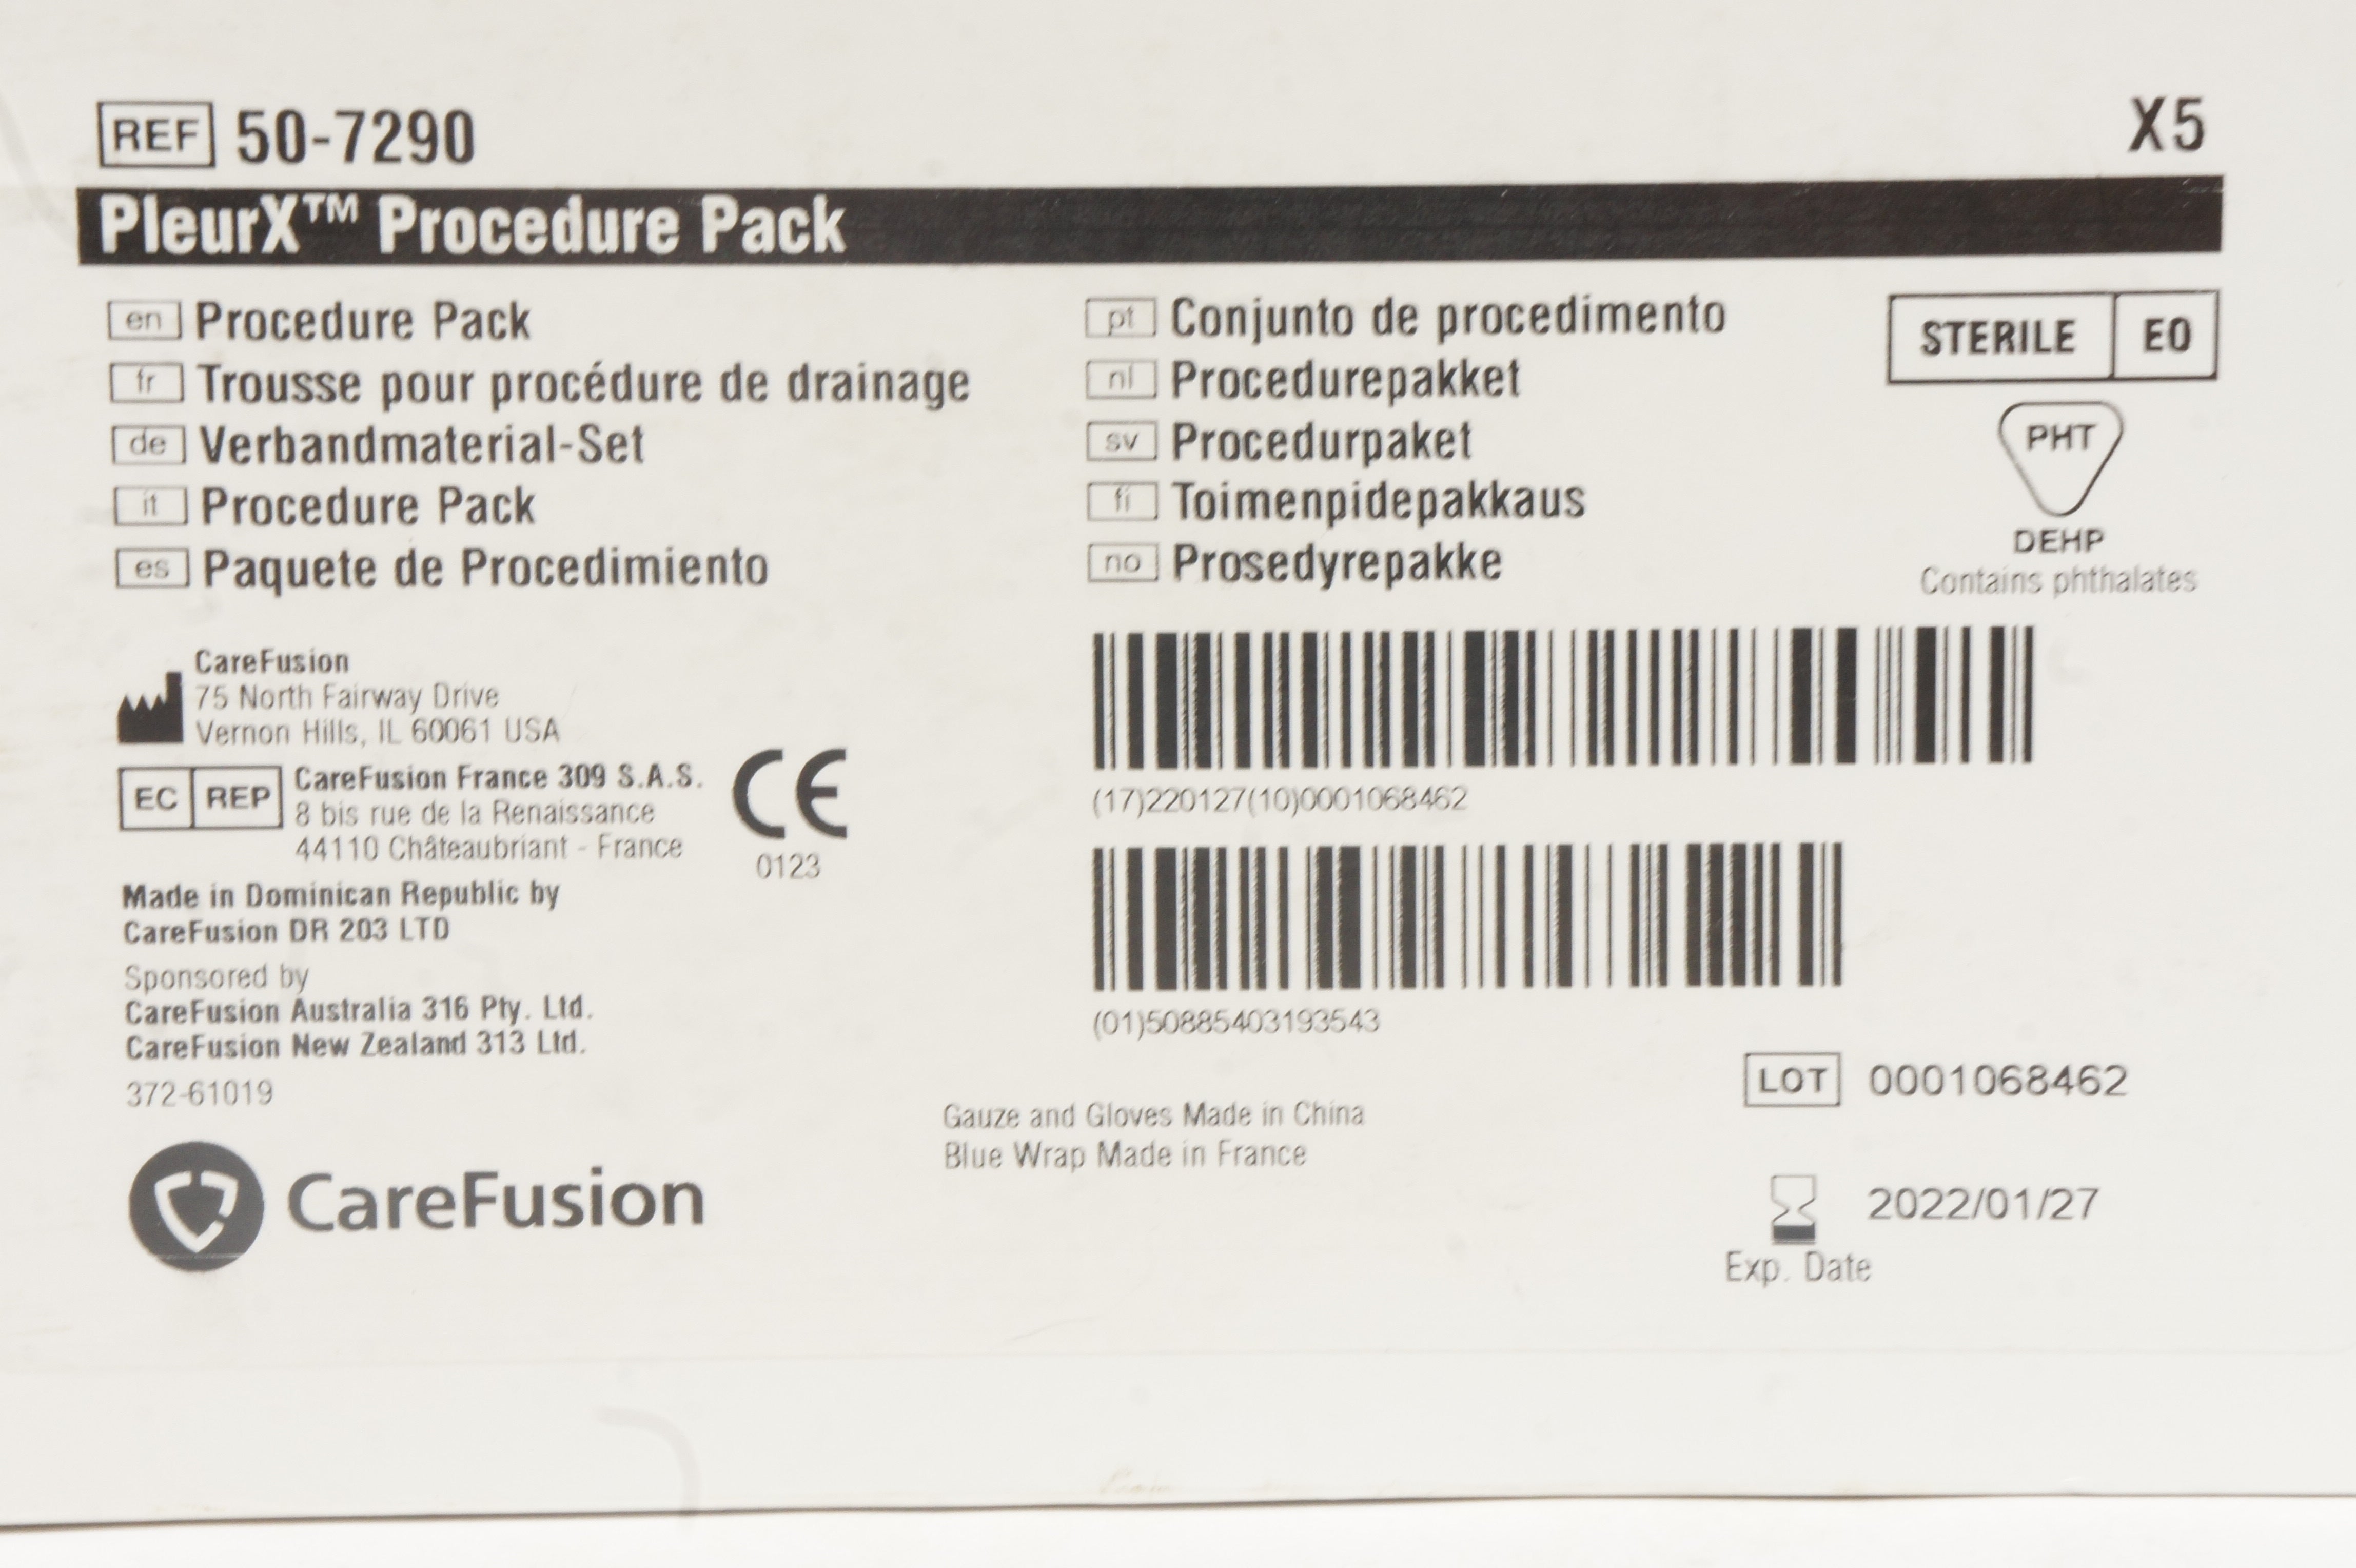 REF 50-7290 X5
PleurX™ Procedure Pack
en Procedure Pack
fr Trousse pour procédure de drainage
de Verbandmaterial-Set
it Procedure Pack
es Paquete de Procedimiento
pt Conjunto de procedimento
nl Procedurepakket
sv Procedurpaket
fi Toimenpidepakkaus
no Prosedyrepakke
STERILE EO
PHT
DEHP
Contains phthalates
CareFusion
75 North Fairway Drive
Vernon Hills, IL 60061 USA
EC REP CareFusion France 309 S.A.S.
8 bis rue de la Renaissance
44110 Châteaubriant - France
CE
0123
Made in Dominican Republic by
CareFusion DR 203 LTD
Sponsored by
CareFusion Australia 316 Pty. Ltd.
CareFusion New Zealand 313 Ltd.
372-61019
CareFusion
(17)220127(10)0001068462
(01)50885403193543
Gauze and Gloves Made in China
Blue Wrap Made in France
LOT 0001068462
2022/01/27
Exp. Date